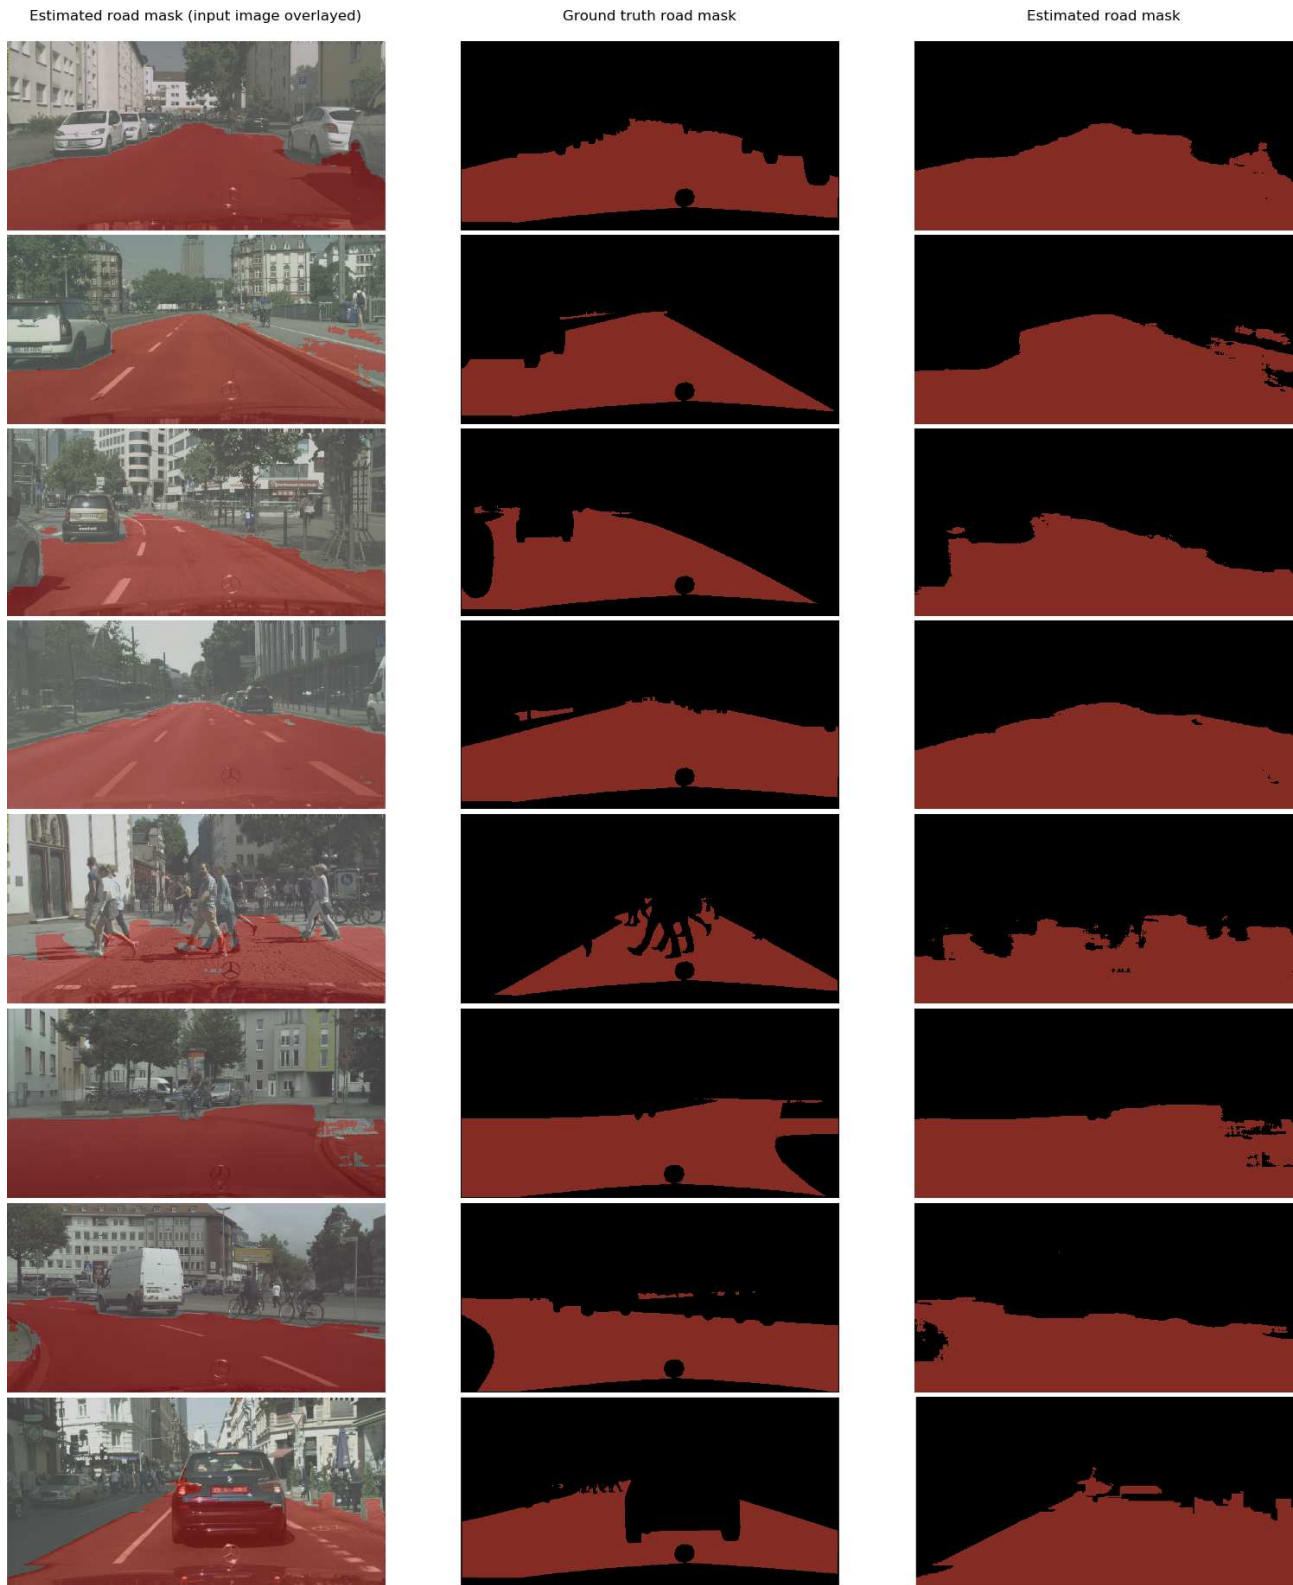 Estimated road mask (input image overlayed)
Ground truth road mask
Estimated road mask